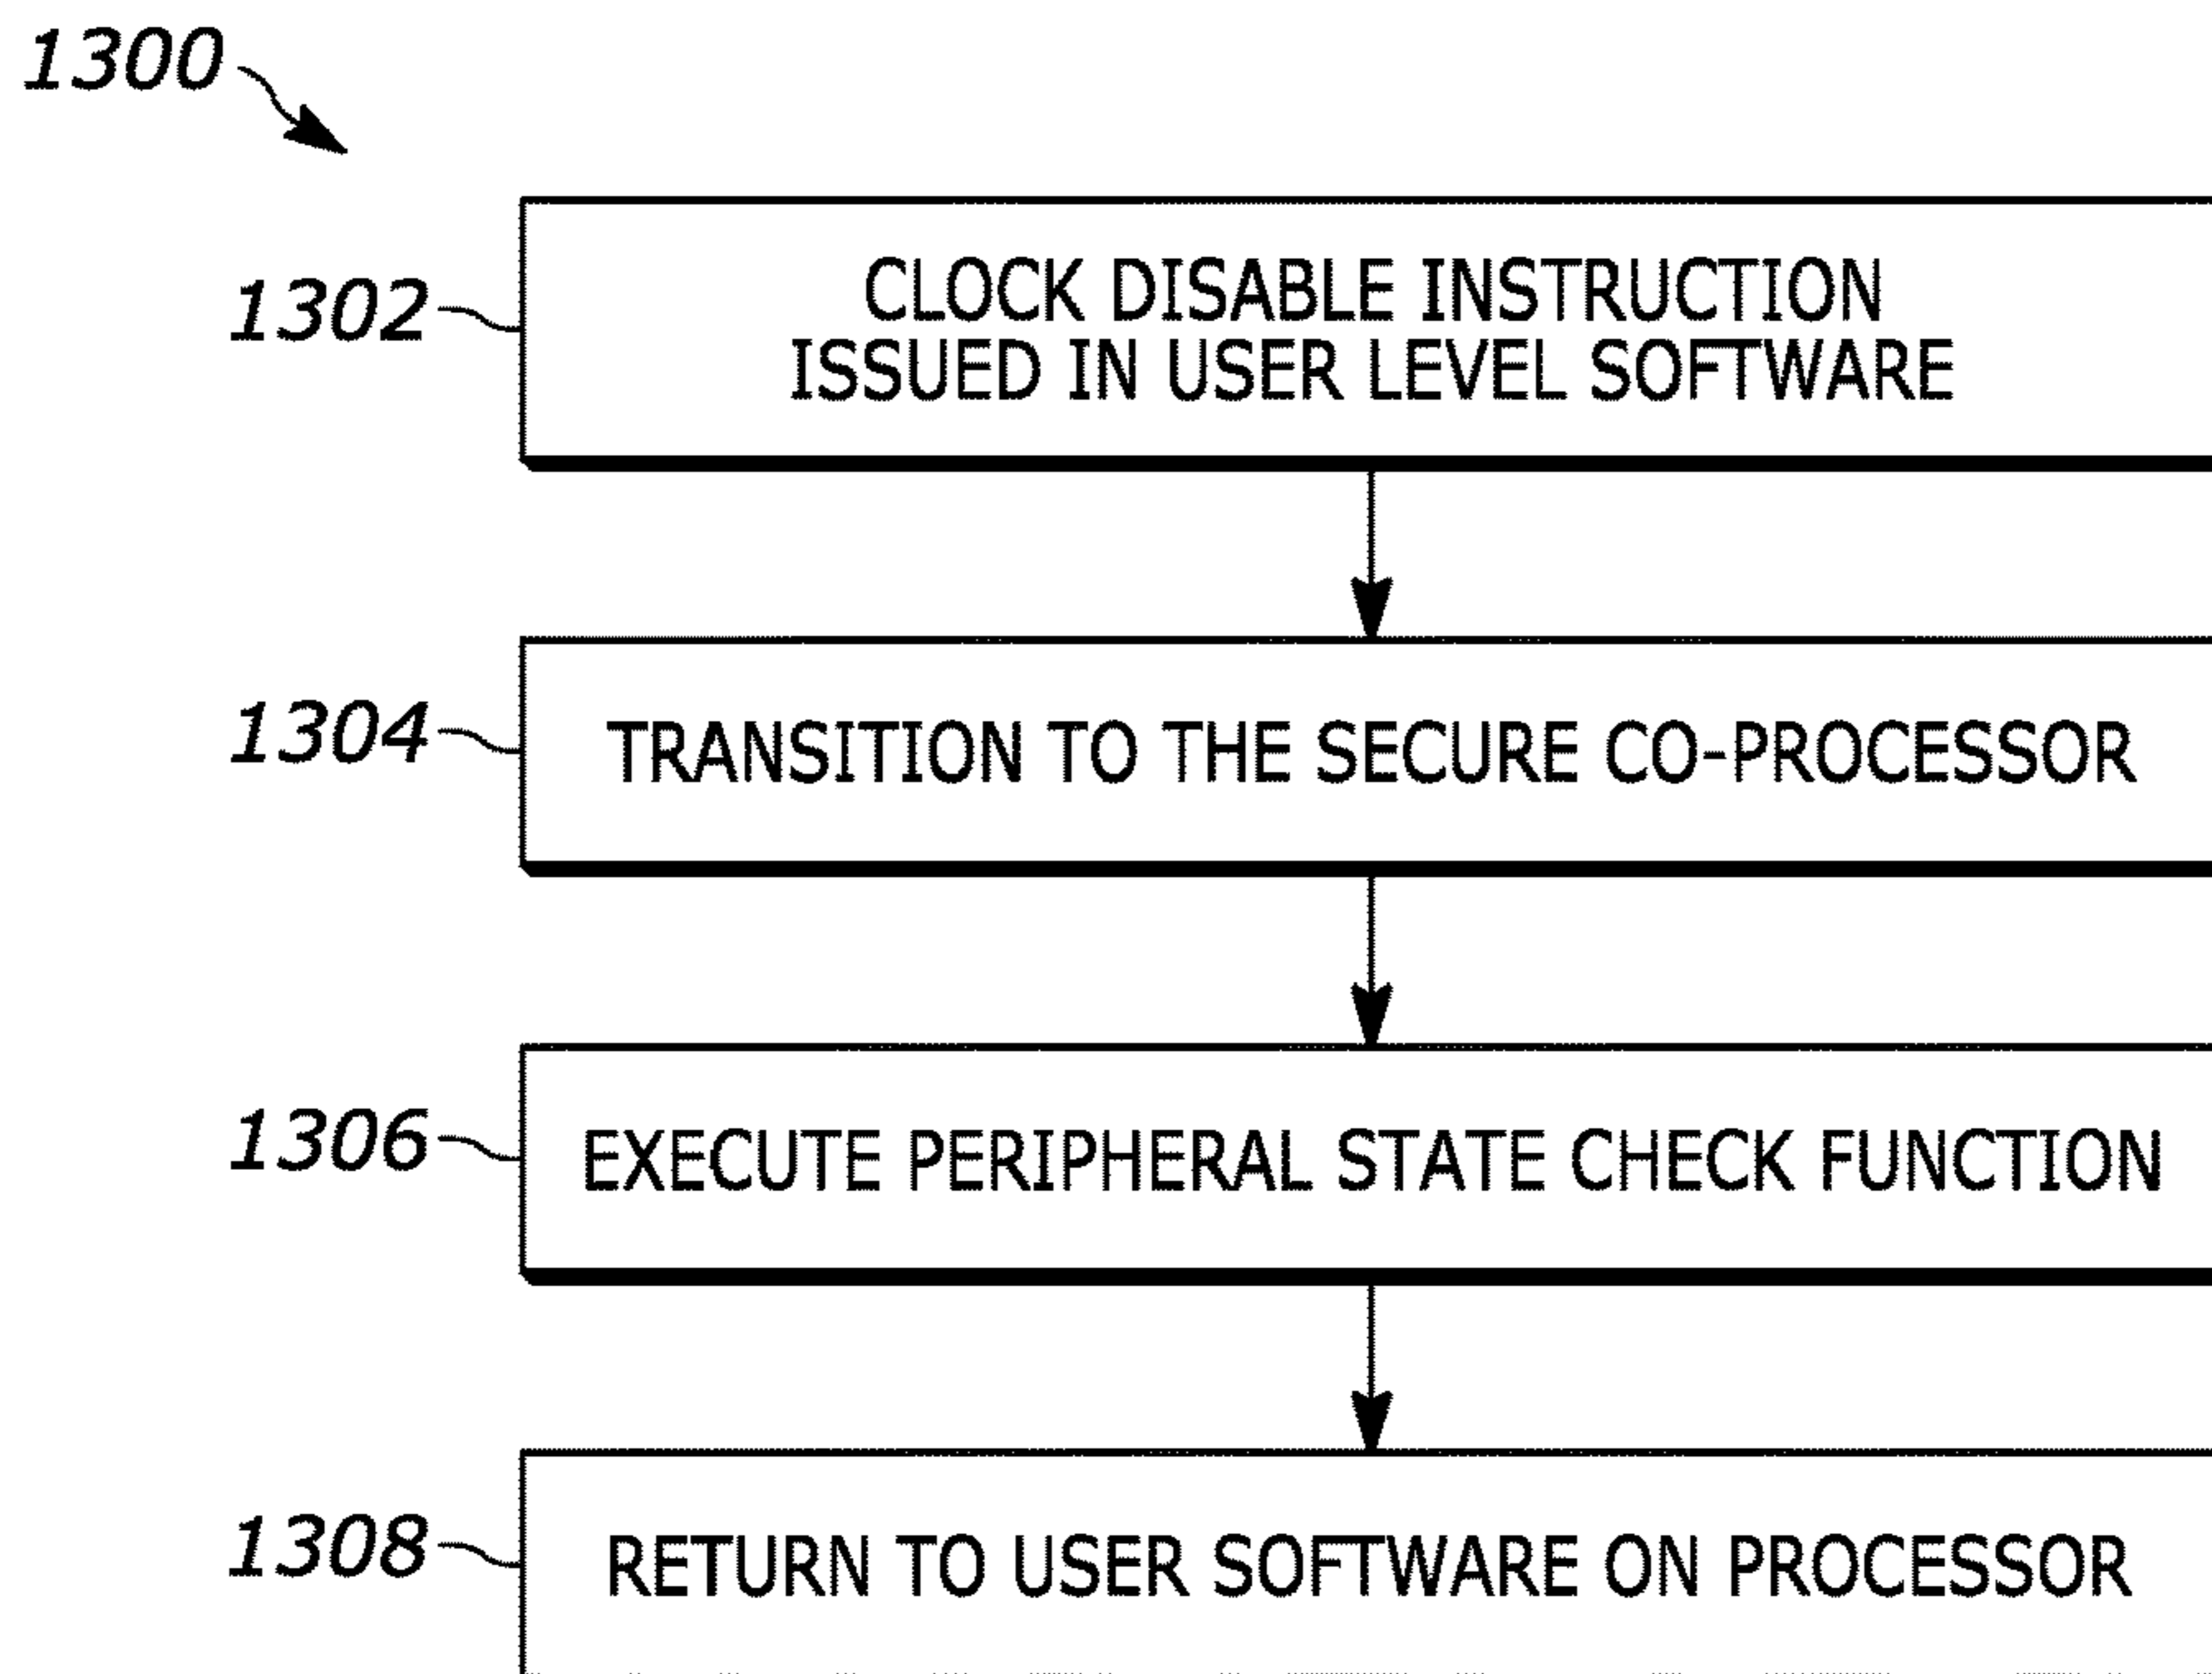 1300
1302
CLOCK DISABLE INSTRUCTION
ISSUED IN USER LEVEL SOFTWARE
1304
TRANSITION TO THE SECURE CO-PROCESSOR
1306
EXECUTE PERIPHERAL STATE CHECK FUNCTION
1308
RETURN TO USER SOFTWARE ON PROCESSOR